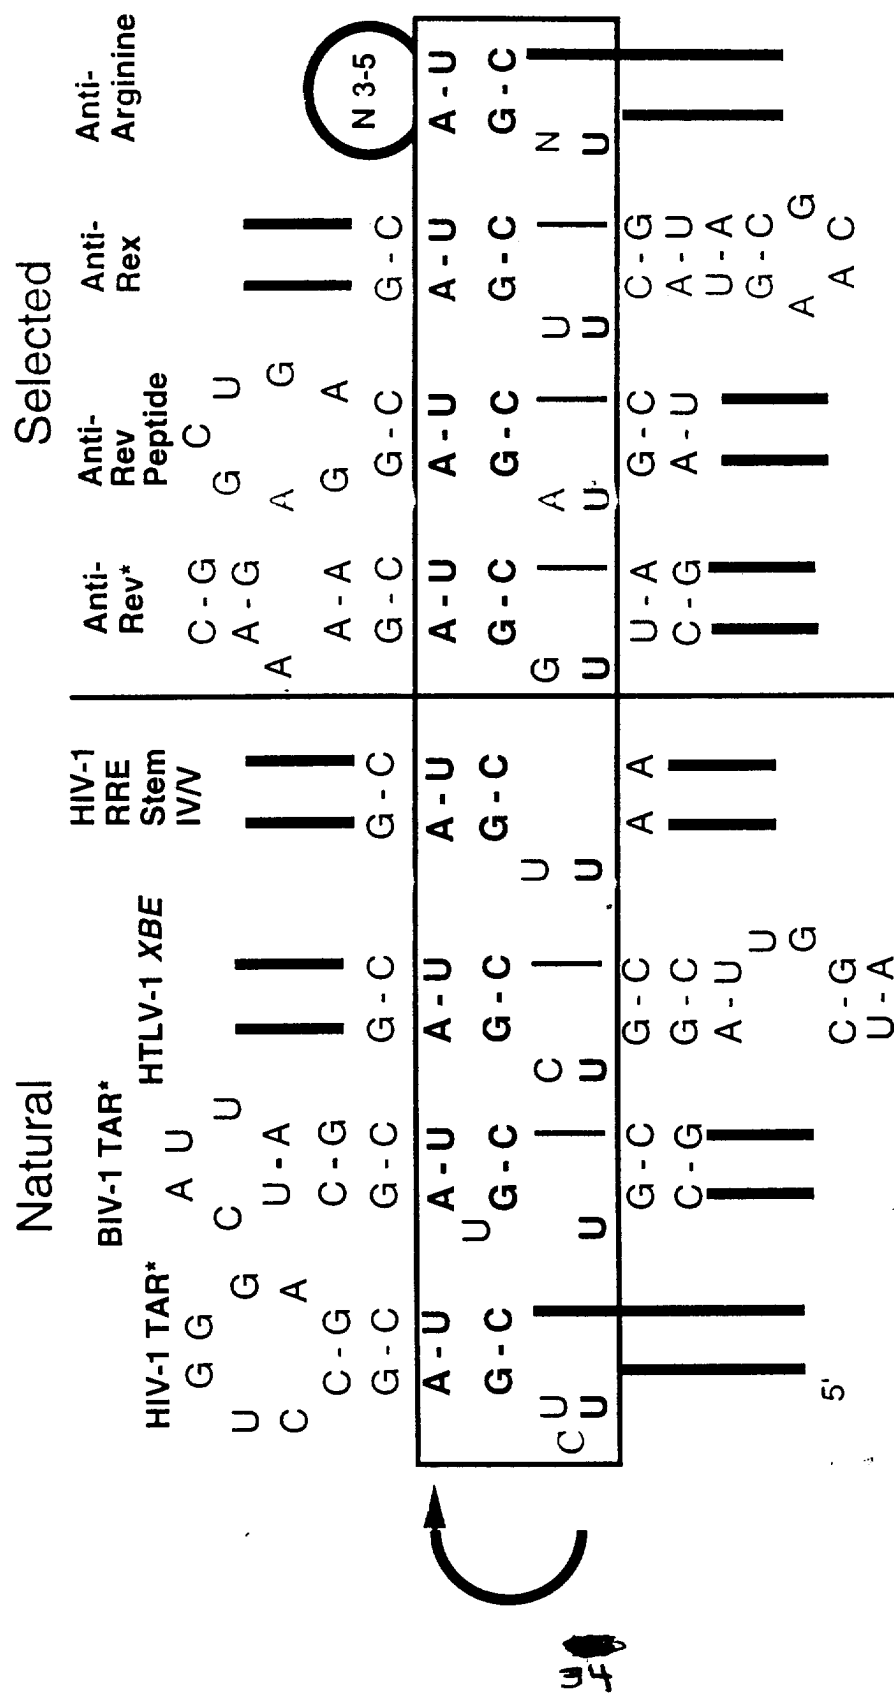 Natural
Selected
HIV-1 TAR*
G G
U G
C A
C - G
G - C
A - U
G - C
U
C U
5'
BIV-1 TAR*
A U
C U
U - A
C - G
G - C
A - U
U G - C
U
G - C
C - G
HTLV-1 XBE
G - C
A - U
G - C
C
U
G - C
G - C
A - U
U
G
C - G
U - A
HIV-1
RRE
Stem
IV/V
G - C
A - U
G - C
U
U
A A
Anti-
Rev*
C - G
A - G
A
A - A
G - C
A - U
G - C
G
U
U - A
C - G
Anti-
Rev
Peptide
C
G U
A G
G A
G - C
A - U
G - C
A
U
G - C
A - U
Anti-
Rex
G - C
A - U
G - C
U
U
C - G
A - U
U - A
G - C
A G
A C
Anti-
Arginine
N 3-5
A - U
G - C
N
U